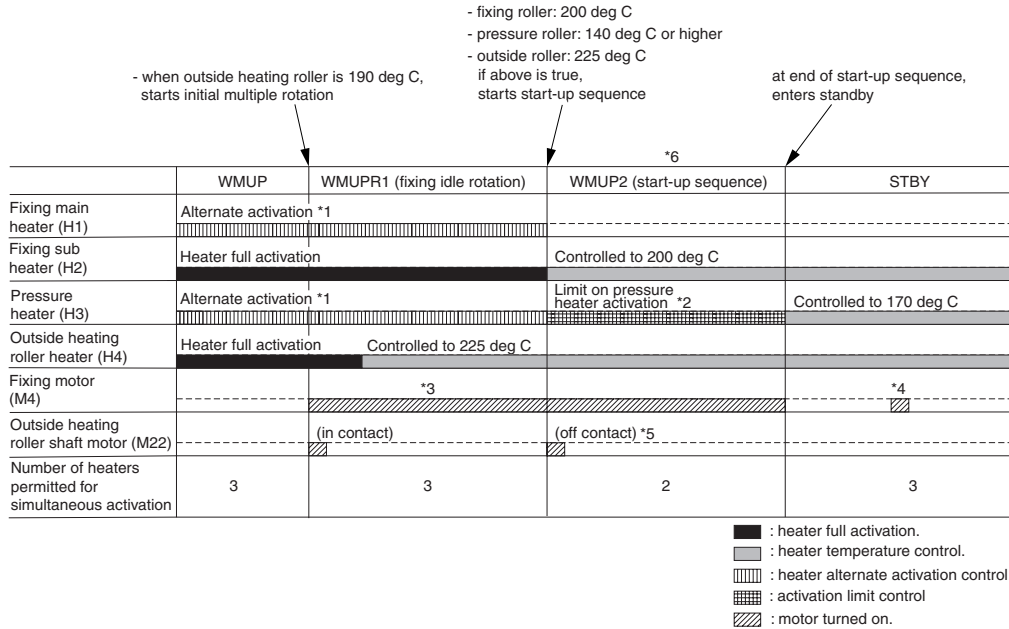 - fixing roller: 200 deg C
- pressure roller: 140 deg C or higher
- outside roller: 225 deg C
if above is true,
starts start-up sequence
- when outside heating roller is 190 deg C,
starts initial multiple rotation
at end of start-up sequence,
enters standby
*6
WMUP WMUPR1 (fixing idle rotation) WMUP2 (start-up sequence) STBY
Fixing main
heater (H1)
Alternate activation *1
Fixing sub
heater (H2)
Heater full activation
Controlled to 200 deg C
Pressure
heater (H3)
Alternate activation *1
Limit on pressure
heater activation *2
Controlled to 170 deg C
Outside heating
roller heater (H4)
Heater full activation
Controlled to 225 deg C
Fixing motor
(M4)
*3
*4
Outside heating
roller shaft motor (M22)
(in contact)
(off contact) *5
Number of heaters
permitted for
simultaneous activation
3 3 2 3
: heater full activation.
: heater temperature control.
: heater alternate activation control
: activation limit control
: motor turned on.